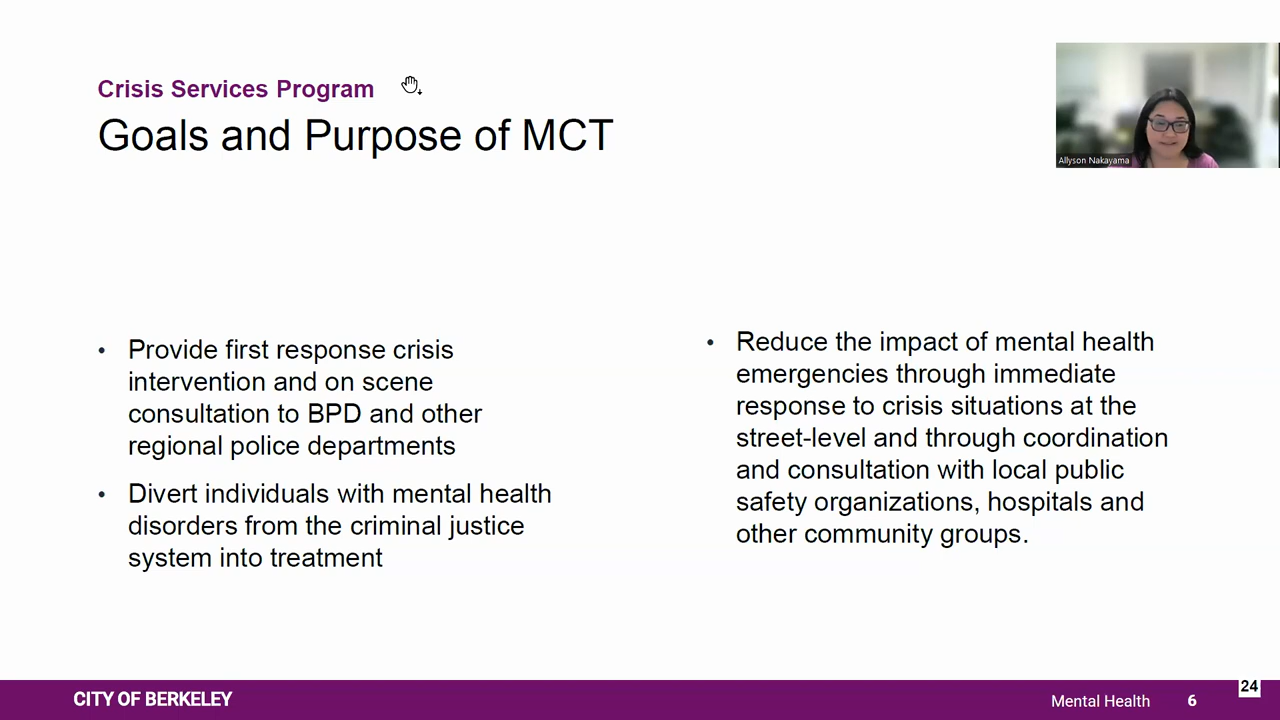 Crisis Services Program
Goals and Purpose of MCT
Allyson Nakayama
• Provide first response crisis
intervention and on scene
consultation to BPD and other
regional police departments
• Divert individuals with mental health
disorders from the criminal justice
system into treatment
• Reduce the impact of mental health
emergencies through immediate
response to crisis situations at the
street-level and through coordination
and consultation with local public
safety organizations, hospitals and
other community groups.
CITY OF BERKELEY
Mental Health 6
24